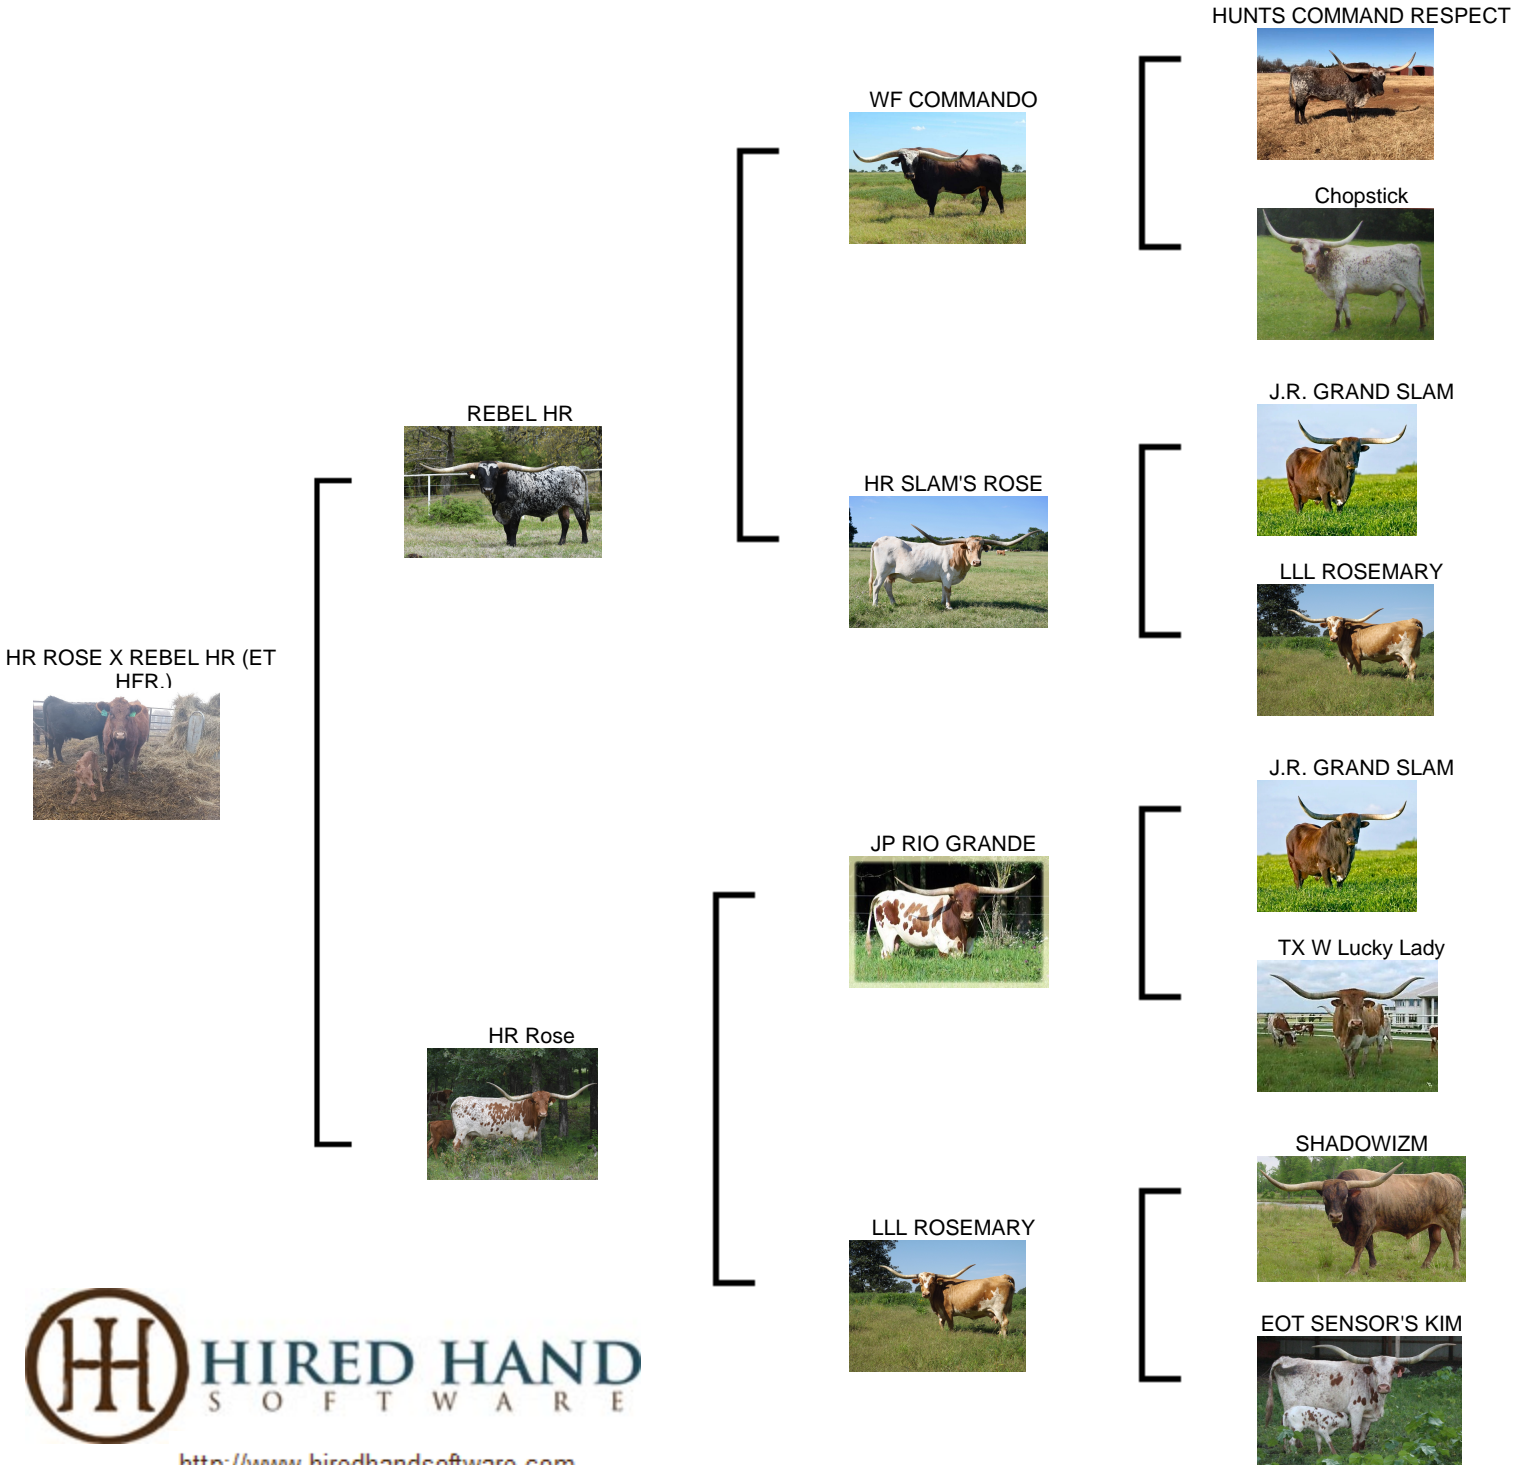 HUNTS COMMAND RESPECT
WF COMMANDO
Chopstick
J.R. GRAND SLAM
REBEL HR
HR SLAM'S ROSE
LLL ROSEMARY
HR ROSE X REBEL HR (ET
HFR.)
J.R. GRAND SLAM
JP RIO GRANDE
TX W Lucky Lady
HR Rose
SHADOWIZM
LLL ROSEMARY
EOT SENSOR'S KIM
HIRED HAND
SOFTWARE
http://www.hiredhandsoftware.com